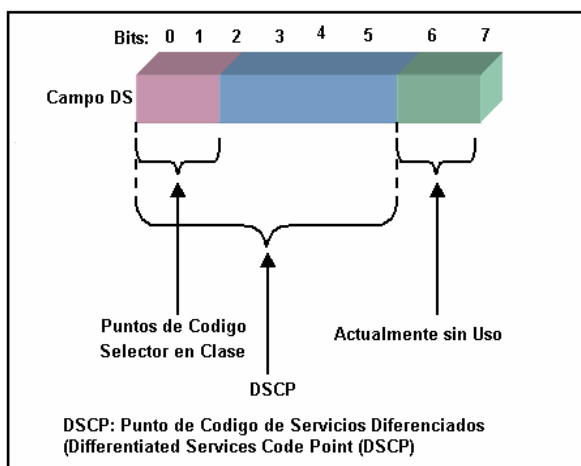 Bits: 0 1 2 3 4 5 6 7
Campo DS
Puntos de Codigo
Selector en Clase
Actualmente sin Uso
DSCP
DSCP: Punto de Codigo de Servicios Diferenciados
(Differentiated Services Code Point (DSCP)